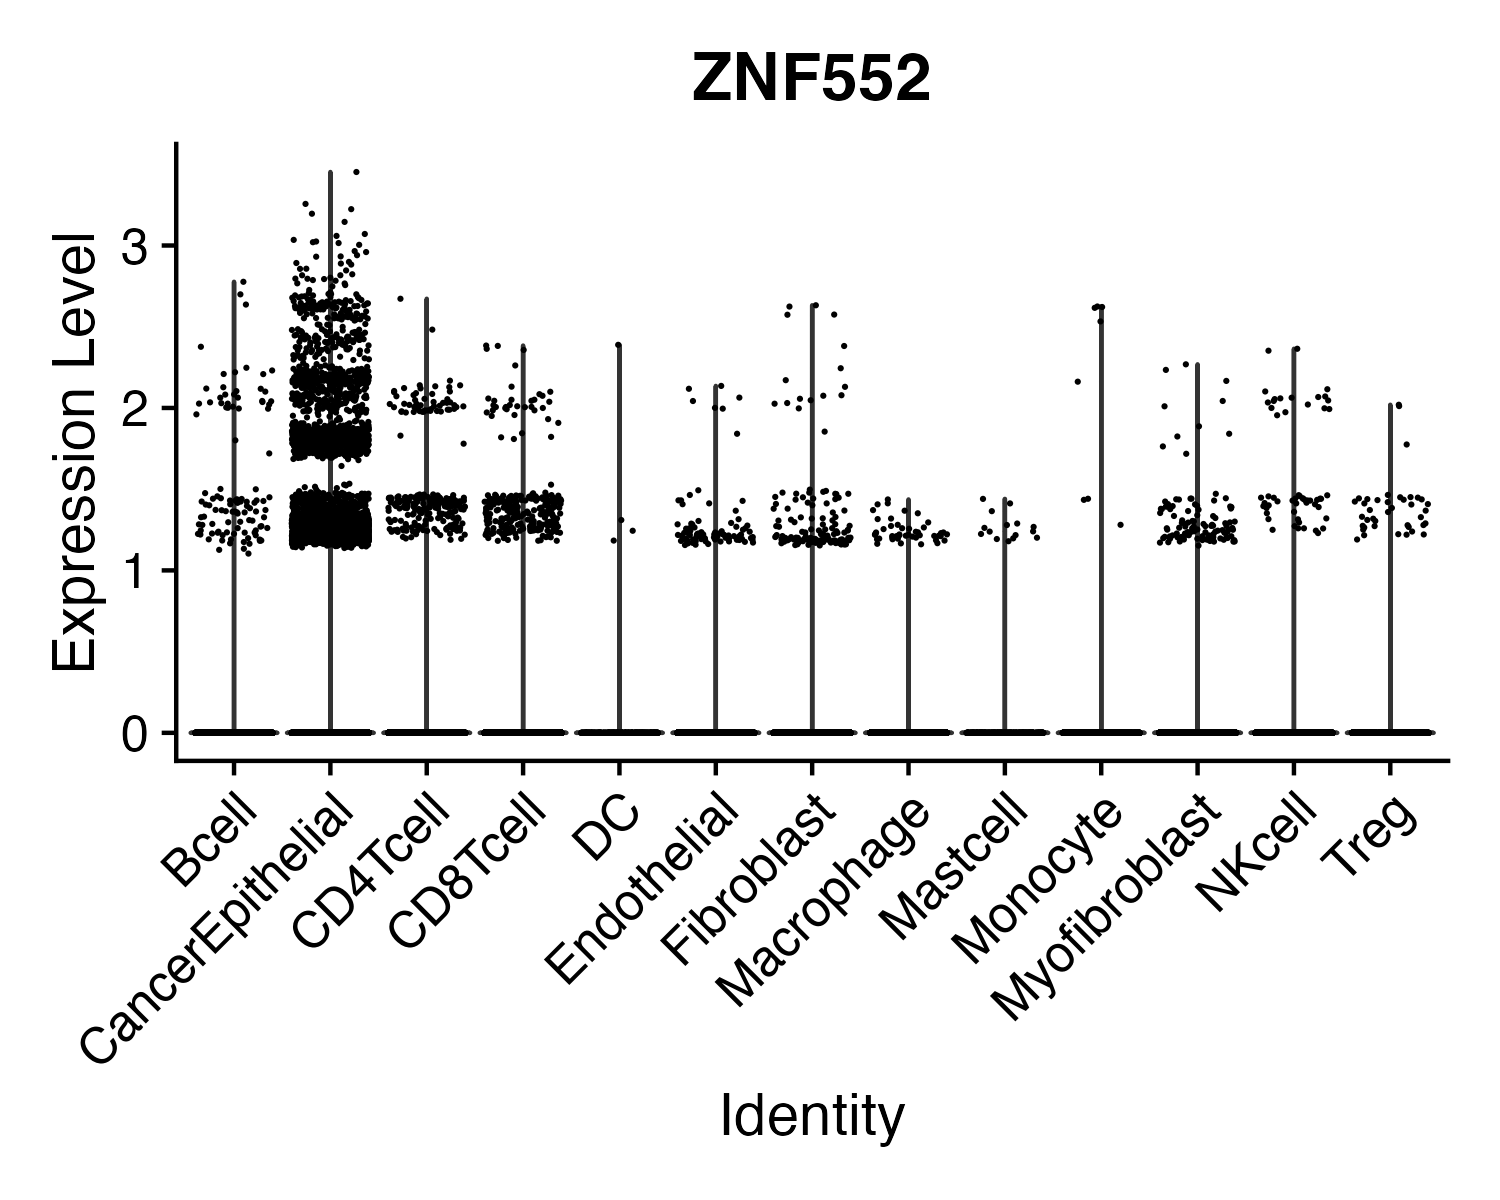 ZNF552
Expression Level
3
2
1
0
Bcell
CancerEpithelial
CD4Tcell
CD8Tcell
DC
Endothelial
Fibroblast
Macrophage
Mastcell
Monocyte
Myofibroblast
NKcell
Treg
Identity